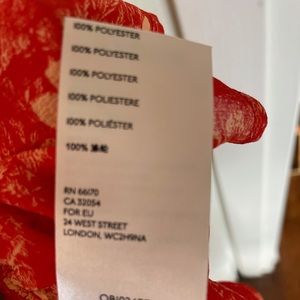 100% POLYESTER
100% POLYESTER
100% POLYESTER
100% POLIESTERE
100% POLIÉSTER
100%
RN 66170
CA 32054
FOR EU
24 WEST STREET
LONDON, WC2H9NA